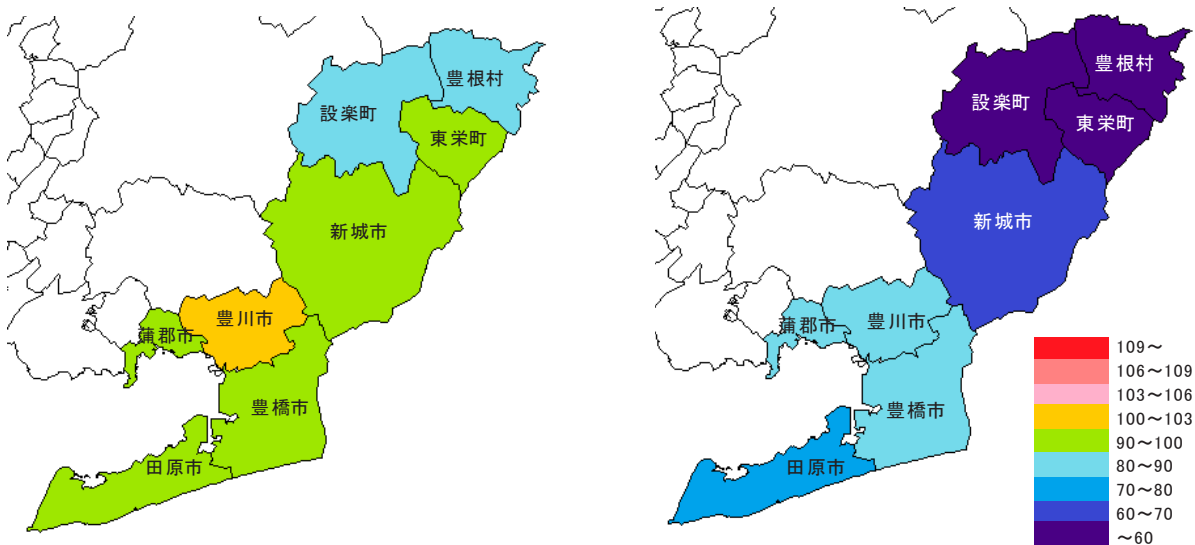 豊根村
設楽町
東栄町
新城市
豊川市
蒲郡市
豊橋市
田原市
豊根村
設楽町
東栄町
新城市
豊川市
蒲郡市
豊橋市
田原市
109～
106～109
103～106
100～103
90～100
80～90
70～80
60～70
～60